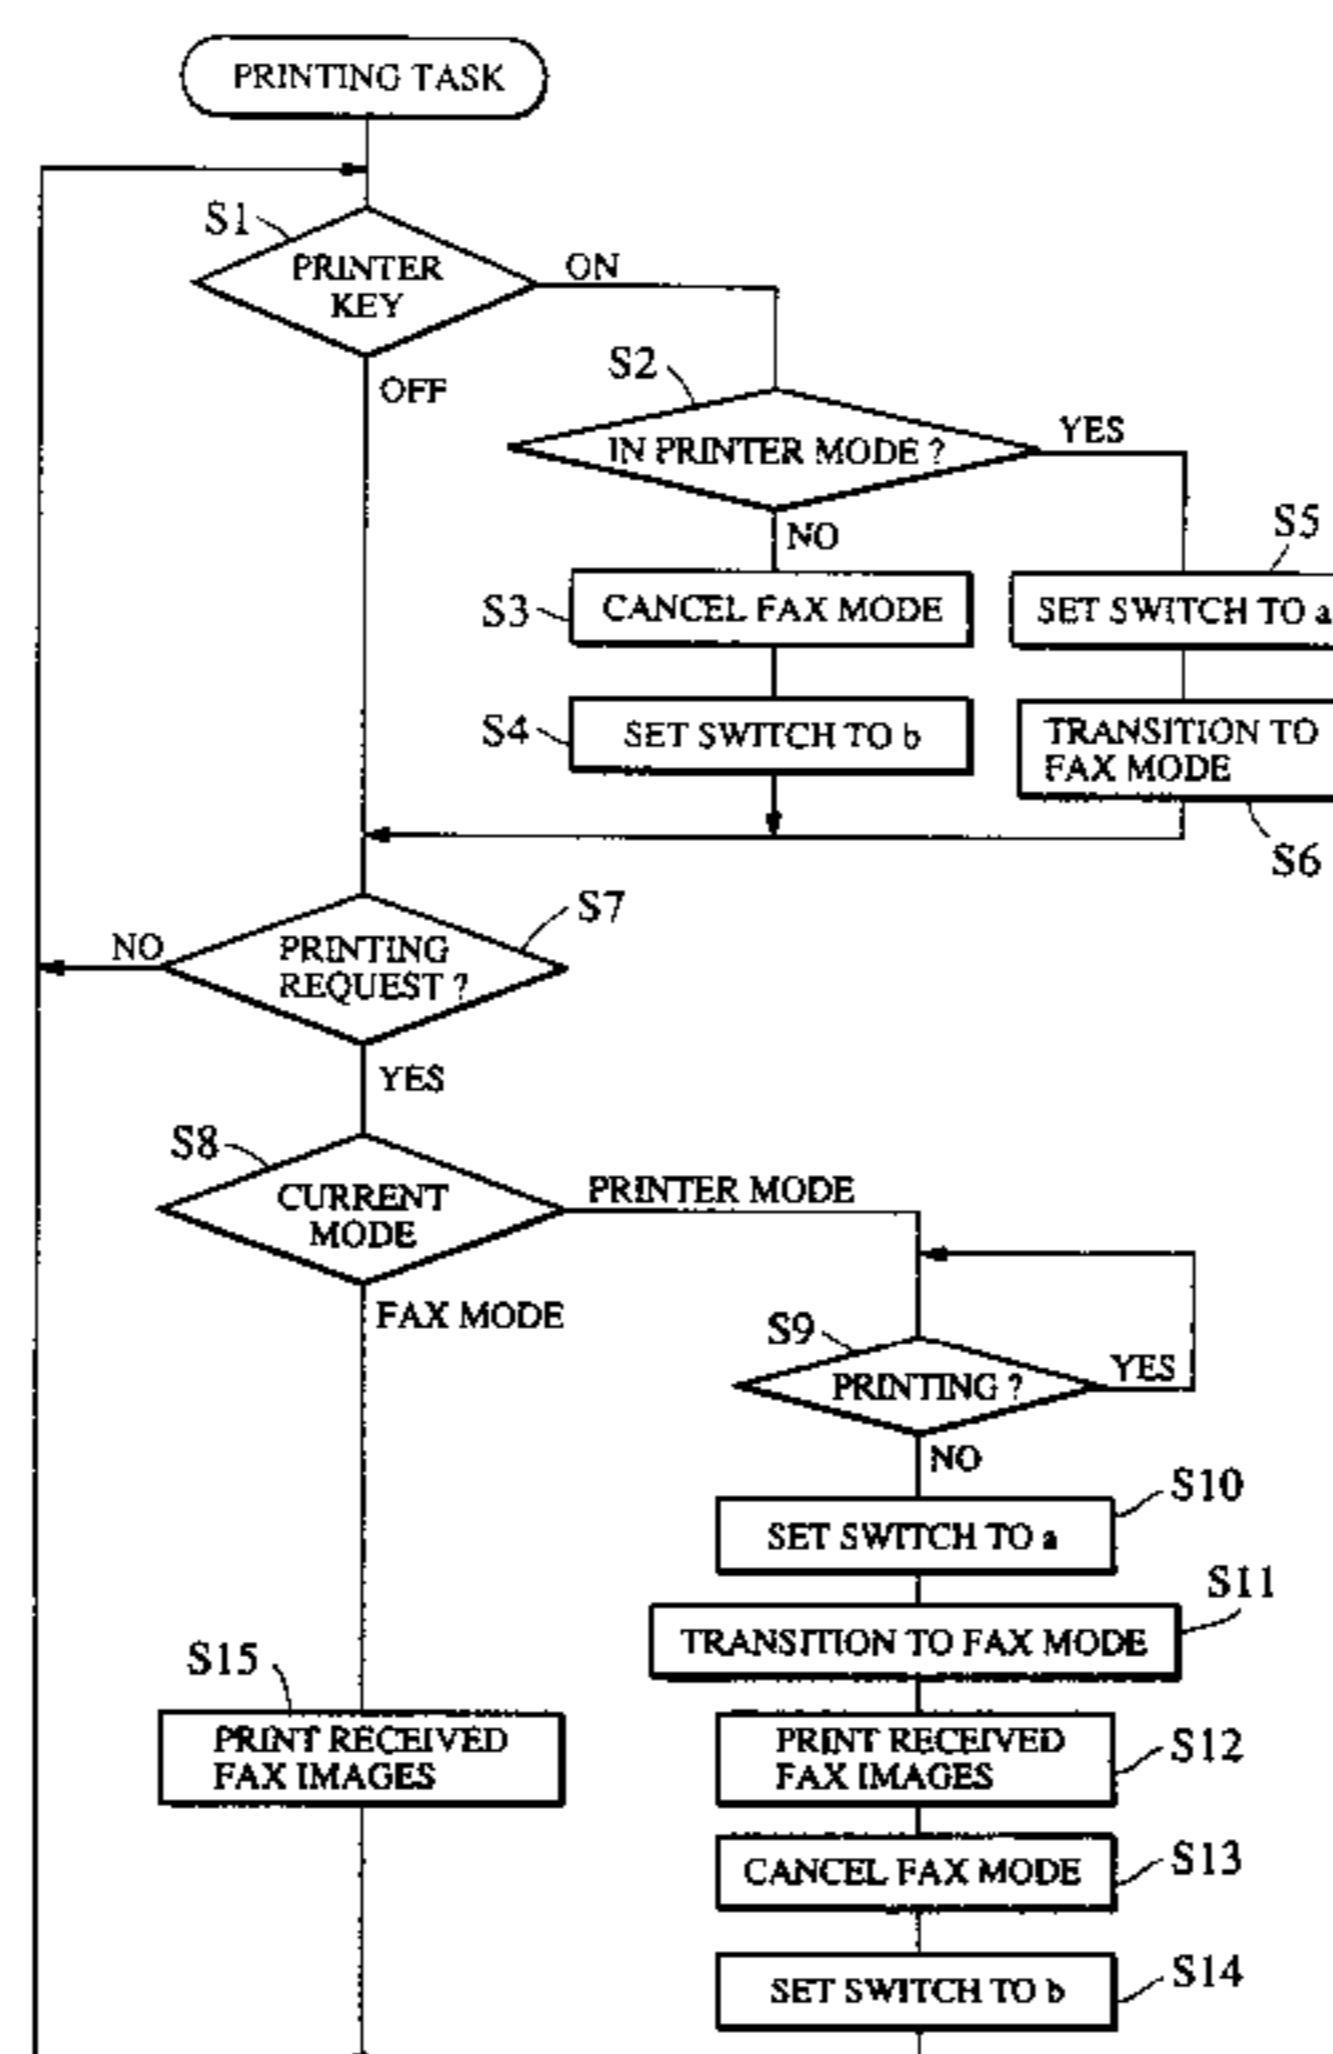 PRINTING TASK
S1
PRINTER
KEY
ON
OFF
S2
IN PRINTER MODE ?
YES
NO
S5
S3
CANCEL FAX MODE
SET SWITCH TO a
S4
SET SWITCH TO b
TRANSITION TO
FAX MODE
S6
S7
NO
PRINTING
REQUEST ?
YES
S8
CURRENT
MODE
PRINTER MODE
FAX MODE
S9
PRINTING ?
YES
NO
S10
SET SWITCH TO a
S11
TRANSITION TO FAX MODE
S15
PRINT RECEIVED
FAX IMAGES
PRINT RECEIVED
FAX IMAGES
S12
CANCEL FAX MODE
S13
SET SWITCH TO b
S14